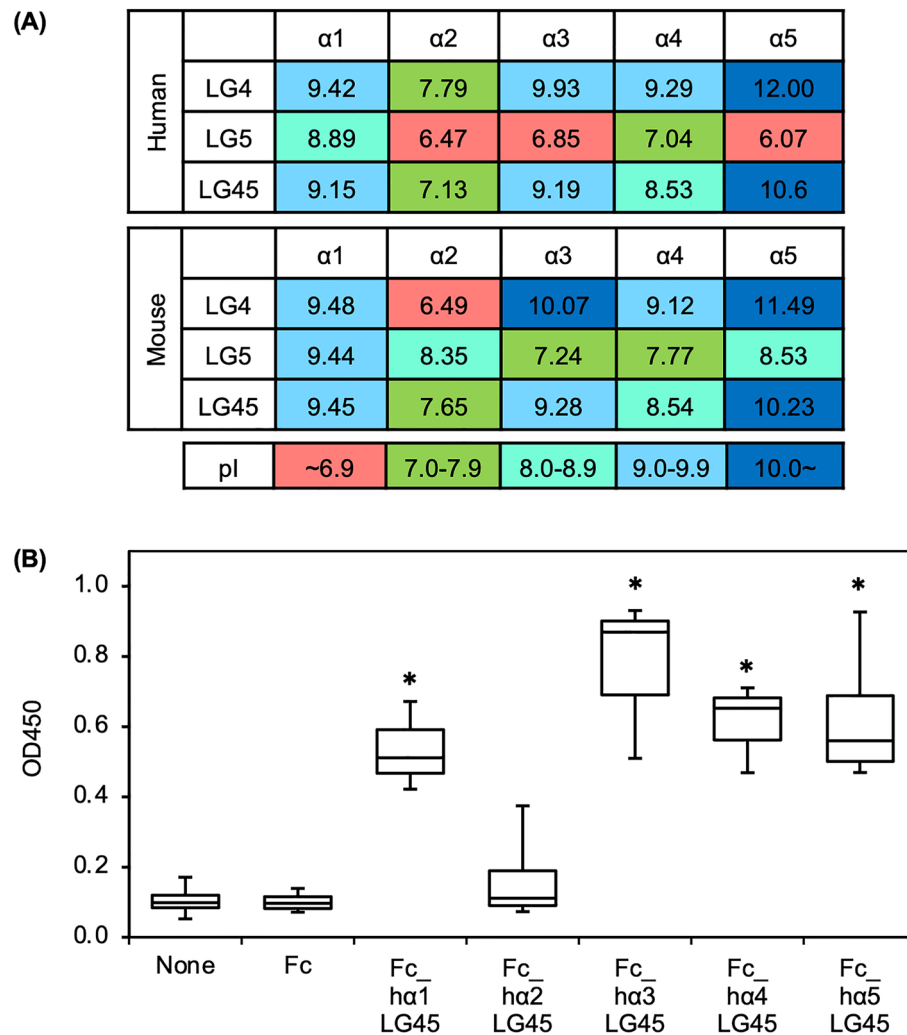 (A)
Human
α1 α2 α3 α4 α5
LG4 9.42 7.79 9.93 9.29 12.00
LG5 8.89 6.47 6.85 7.04 6.07
LG45 9.15 7.13 9.19 8.53 10.6
Mouse
α1 α2 α3 α4 α5
LG4 9.48 6.49 10.07 9.12 11.49
LG5 9.44 8.35 7.24 7.77 8.53
LG45 9.45 7.65 9.28 8.54 10.23
pI ~6.9 7.0-7.9 8.0-8.9 9.0-9.9 10.0~
(B)
OD450
1.0
0.8
0.6
0.4
0.2
0.0
* * * *
None Fc Fc_ Fc_ Fc_ Fc_ Fc_
hα1 hα2 hα3 hα4 hα5
LG45 LG45 LG45 LG45 LG45